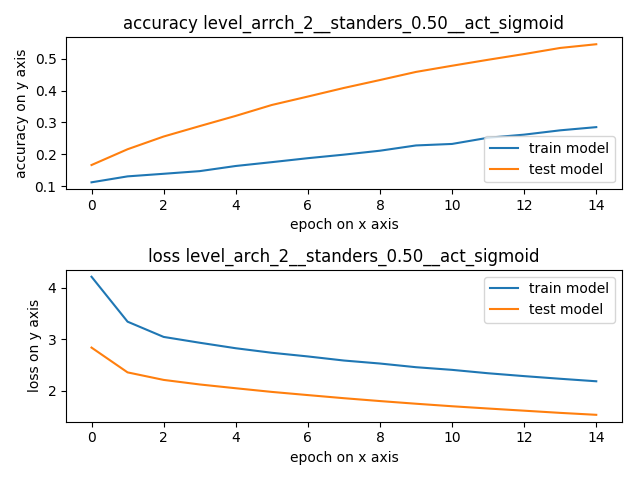 accuracy level_arrch_2__standers_0.50__act_sigmoid
accuracy on y axis
0.5
0.4
0.3
0.2
0.1
train model
test model
0 2 4 6 8 10 12 14
epoch on x axis
loss level_arch_2__standers_0.50__act_sigmoid
loss on y axis
4
3
2
train model
test model
0 2 4 6 8 10 12 14
epoch on x axis